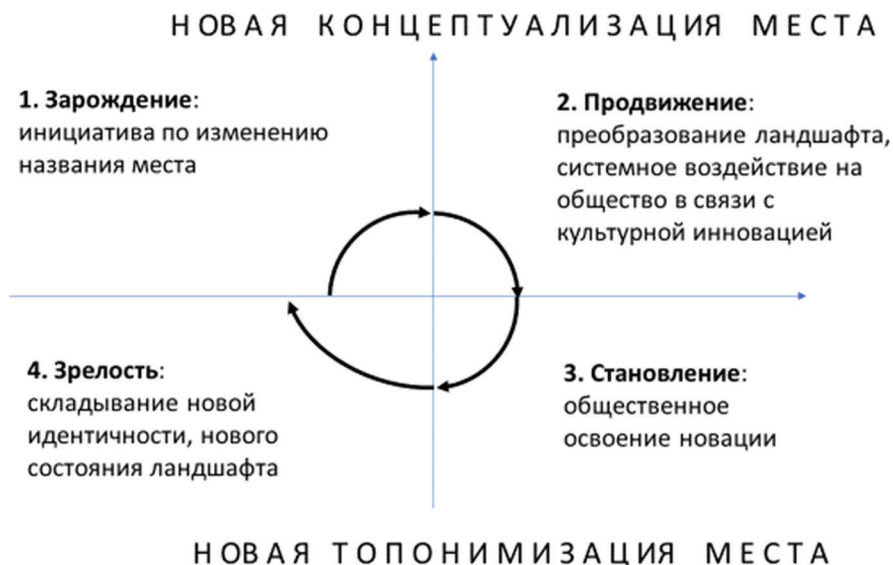 НОВАЯ КОНЦЕПТУАЛИЗАЦИЯ МЕСТА
1. Зарождение:
инициатива по изменению
названия места
2. Продвижение:
преобразование ландшафта,
системное воздействие на
общество в связи с
культурной инновацией
4. Зрелость:
складывание новой
идентичности, нового
состояния ландшафта
3. Становление:
общественное
освоение новации
НОВАЯ ТОПОНИМИЗАЦИЯ МЕСТА